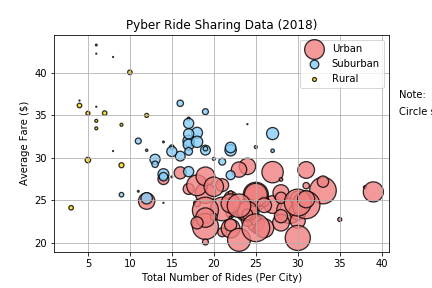 Pyber Ride Sharing Data (2018)
Urban
Suburban
Rural
Note:
Circle s
Average Fare ($)
40
35
30
25
20
5 10 15 20 25 30 35 40
Total Number of Rides (Per City)